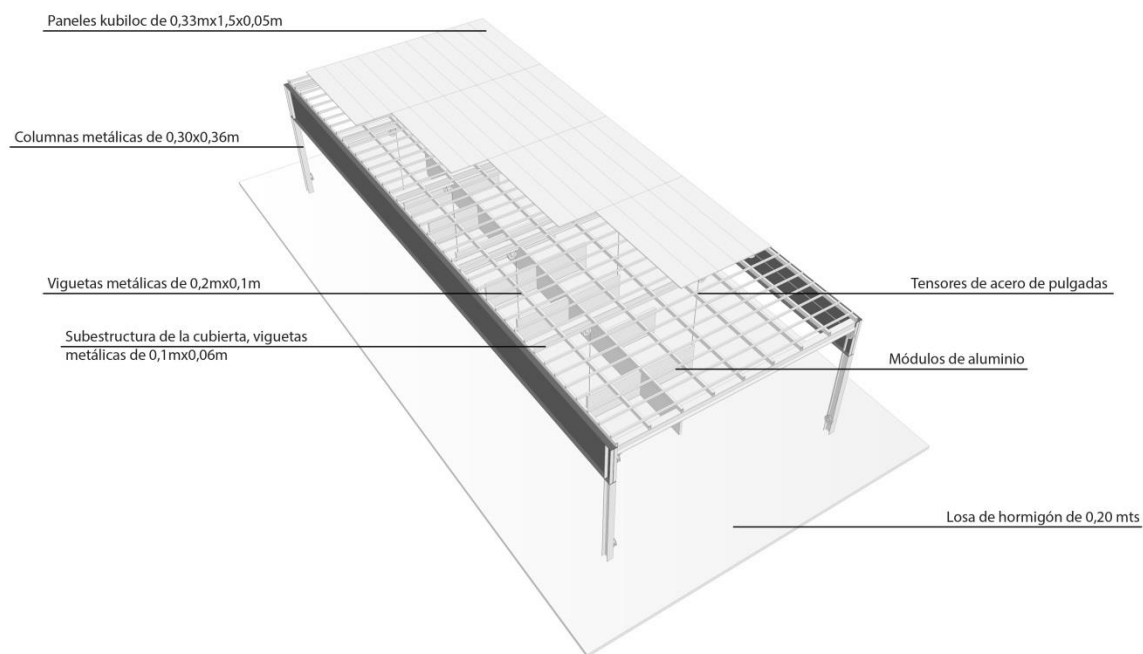 Paneles kubiloc de 0,33mx1,5x0,05m
Columnas metálicas de 0,30x0,36m
Viguetas metálicas de 0,2mx0,1m
Tensores de acero de pulgadas
Subestructura de la cubierta, viguetas
metálicas de 0,1mx0,06m
Módulos de aluminio
Losa de hormigón de 0,20 mts